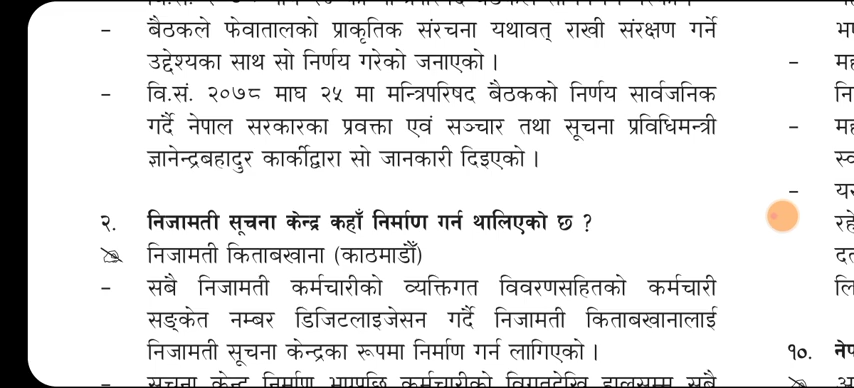 - बैठकले फेवातालको प्राकृतिक संरचना यथावत् राखी संरक्षण गर्ने
उद्देश्यका साथ सो निर्णय गरेको जनाएको ।
- वि.सं. २०७८ माघ २५ मा मन्त्रिपरिषद बैठकको निर्णय सार्वजनिक
गर्दै नेपाल सरकारका प्रवक्ता एवं सञ्चार तथा सूचना प्रविधिमन्त्री
ज्ञानेन्द्रबहादुर कार्कीद्वारा सो जानकारी दिइएको ।
२. निजामती सूचना केन्द्र कहाँ निर्माण गर्न थालिएको छ ?
निजामती किताबखाना (काठमाडौँ)
- सबै निजामती कर्मचारीको व्यक्तिगत विवरणसहितको कर्मचारी
सङ्केत नम्बर डिजिटलाइजेसन गर्दै निजामती किताबखानालाई
निजामती सूचना केन्द्रका रूपमा निर्माण गर्न लागिएको ।
१०.